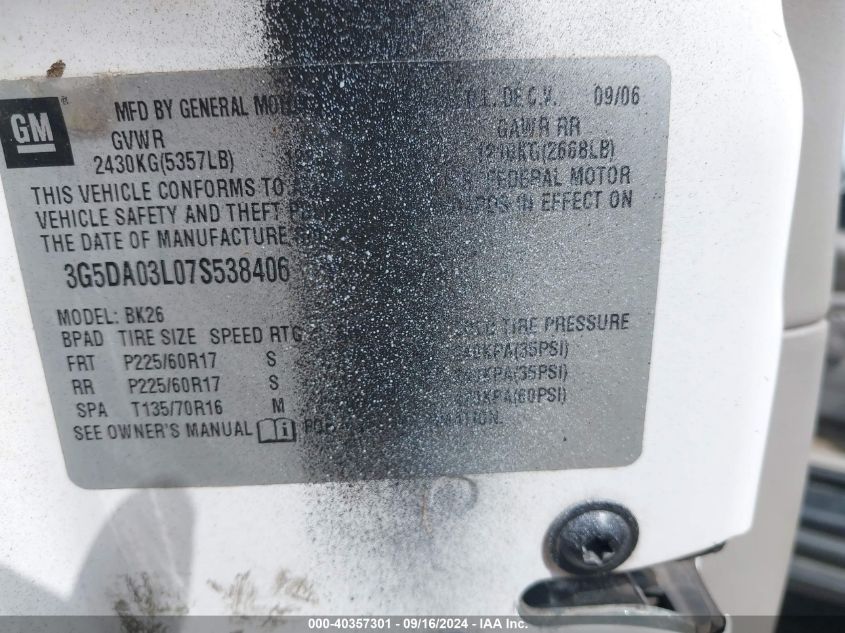 GM ® MFD BY GENERAL MO DE C.V. 09/06
GVWR GAWR RR
2430KG(5357LB) (2668LB)
THIS VEHICLE CONFORMS TO FEDERAL MOTOR
VEHICLE SAFETY AND THEFT IN EFFECT ON
THE DATE OF MANUFACTURE
3G5DA03L07S538406
MODEL: BK26
BPAD TIRE SIZE SPEED RTG TIRE PRESSURE
FRT P225/60R17 S (35PSI)
RR P225/60R17 S KPA(35PSI)
SPA T135/70R16 M KPA(60PSI)
SEE OWNER'S MANUAL
000-40357301 - 09/16/2024 - IAA Inc.